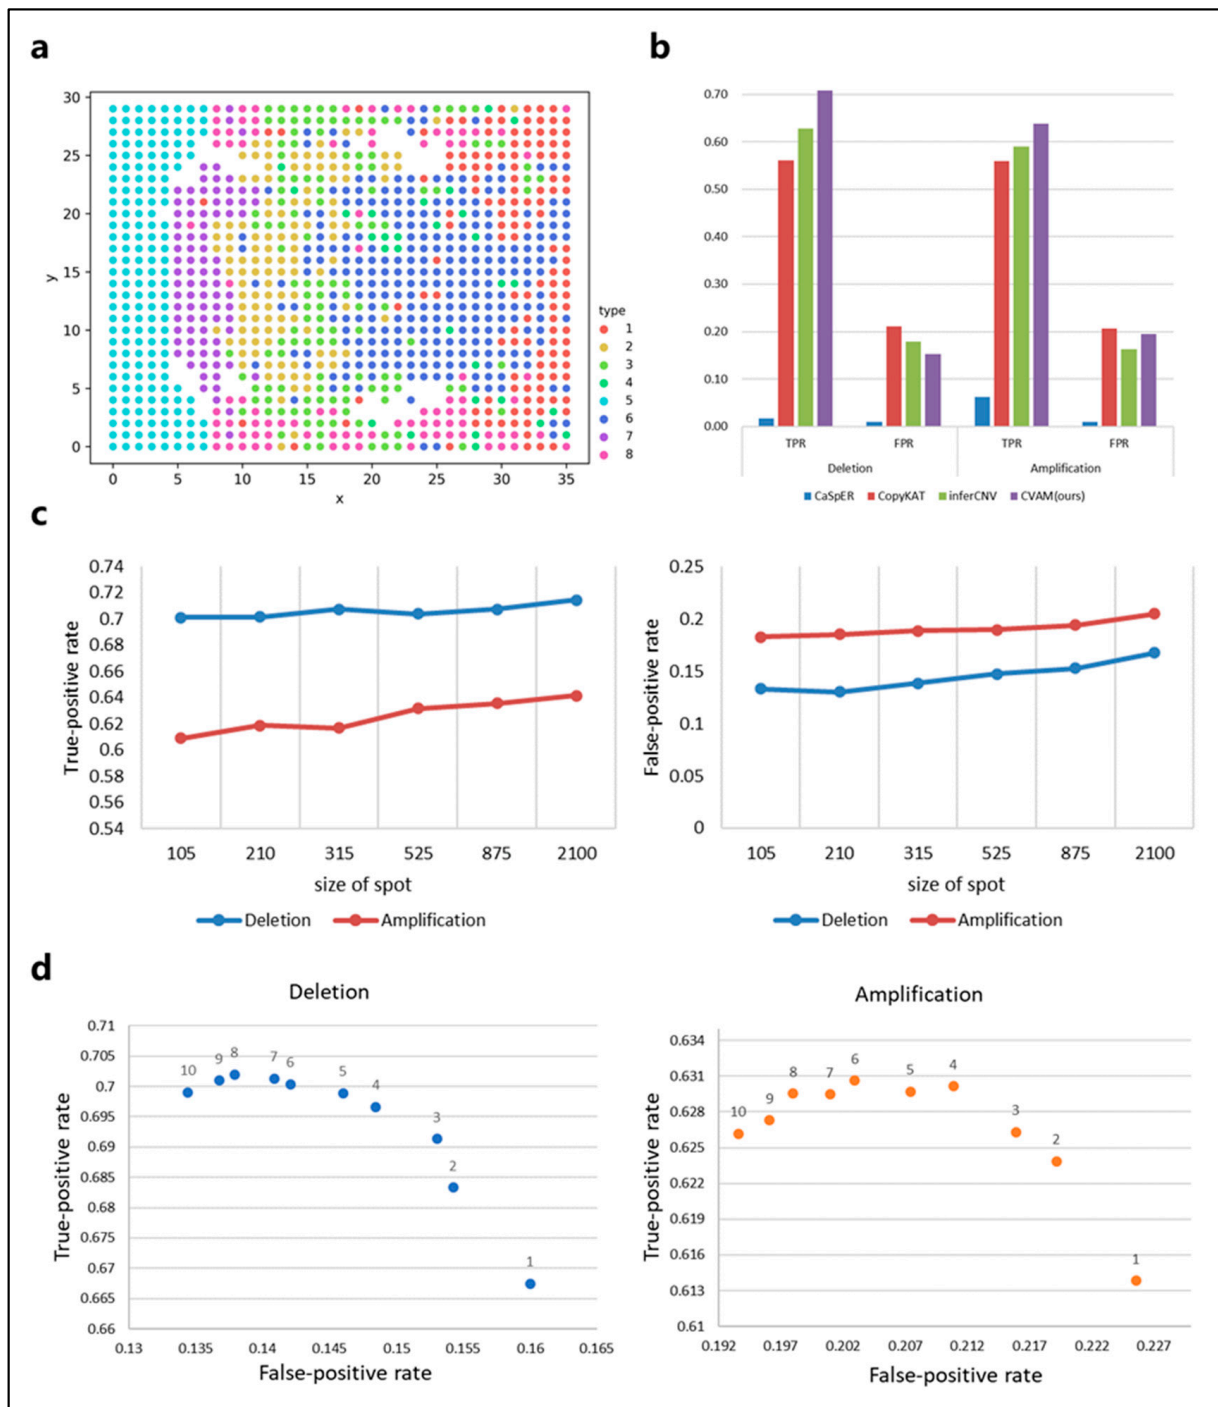 a
30
25
20
15
10
5
0
y
0 5 10 15 20 25 30 35
x
type
1
2
3
4
5
6
7
8
b
0.70
0.60
0.50
0.40
0.30
0.20
0.10
0.00
TPR FPR TPR FPR
Deletion Amplification
CaSpER CopyKAT inferCNV CVAM(ours)
c
0.74
0.72
0.7
0.68
0.66
0.64
0.62
0.6
0.58
0.56
0.54
True-positive rate
105 210 315 525 875 2100
size of spot
Deletion Amplification
0.25
0.2
0.15
0.1
0.05
0
False-positive rate
105 210 315 525 875 2100
size of spot
Deletion Amplification
d
Deletion
0.71
0.705
0.7
0.695
0.69
0.685
0.68
0.675
0.67
0.665
0.66
True-positive rate
10 9 8 7 6 5 4 3 2 1
0.13 0.135 0.14 0.145 0.15 0.155 0.16 0.165
False-positive rate
Amplification
0.634
0.631
0.628
0.625
0.622
0.619
0.616
0.613
0.61
True-positive rate
10 9 8 7 6 5 4 3 2 1
0.192 0.197 0.202 0.207 0.212 0.217 0.222 0.227
False-positive rate